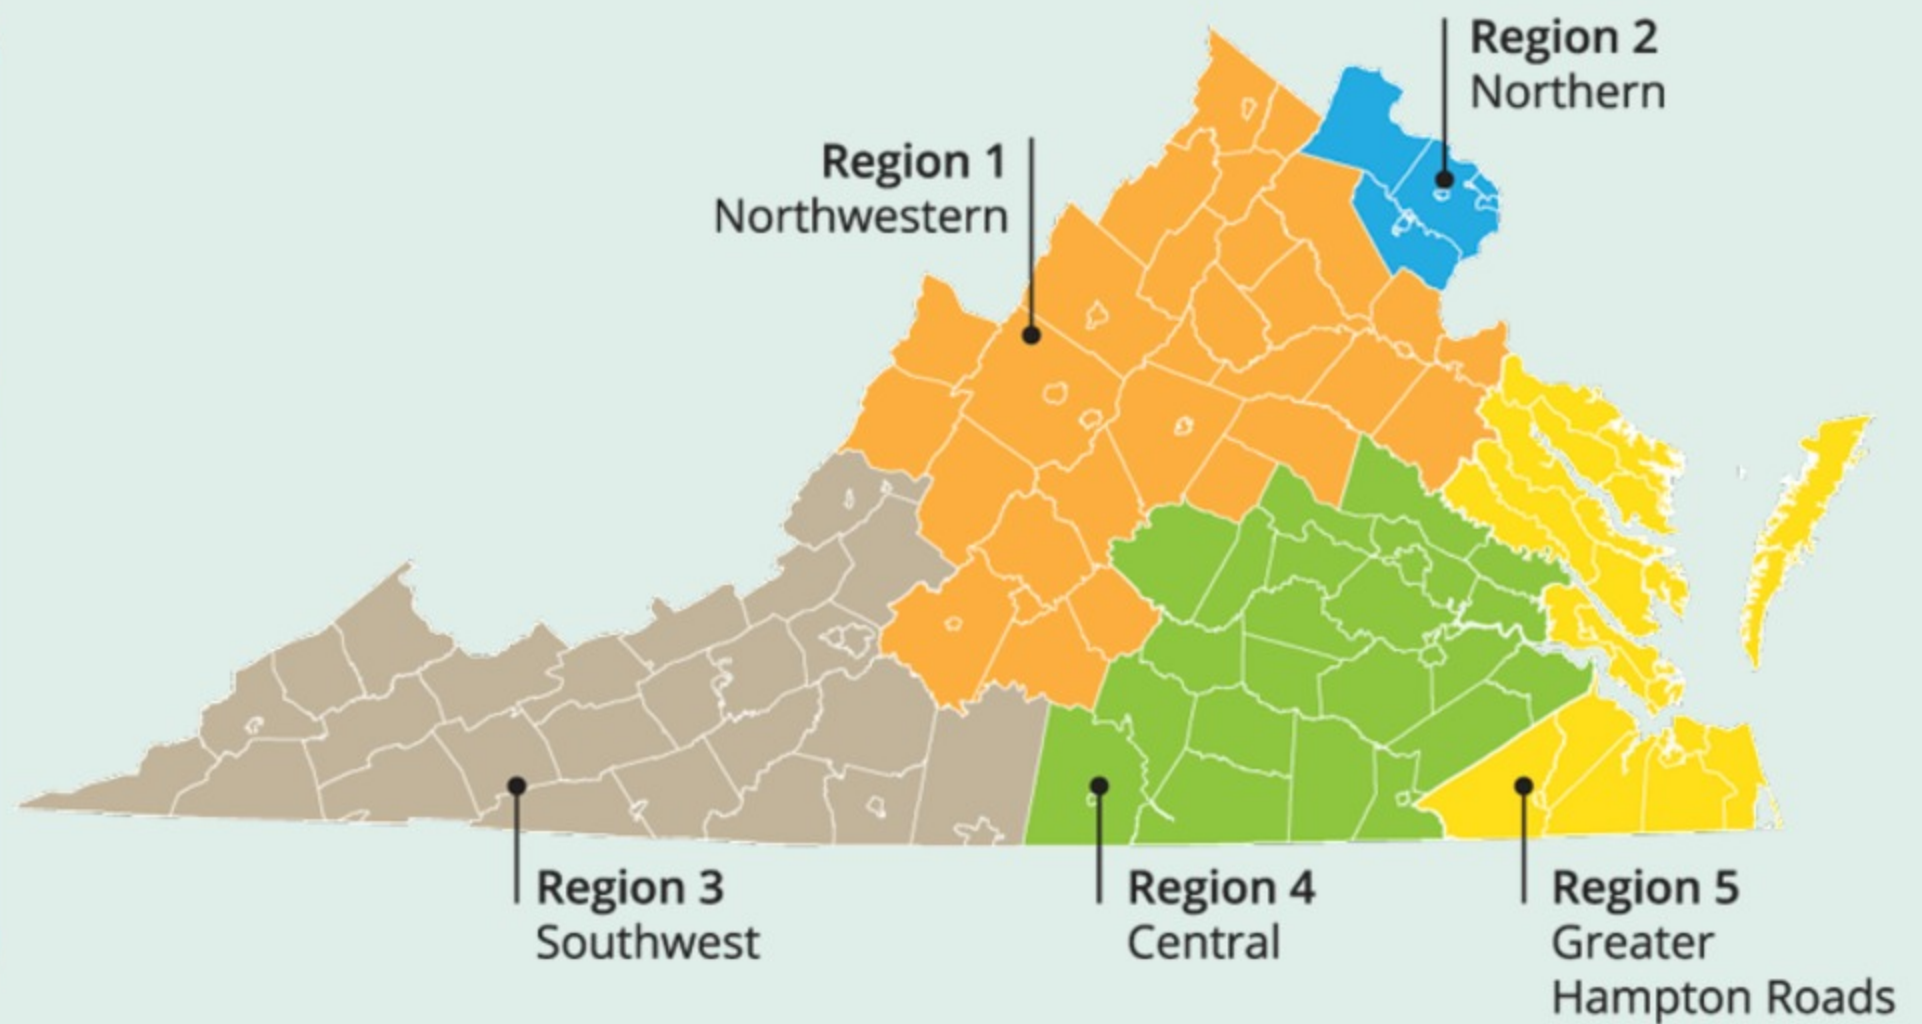 Region 2
Northern
Region 1
Northwestern
Region 3
Southwest
Region 4
Central
Region 5
Greater
Hampton Roads